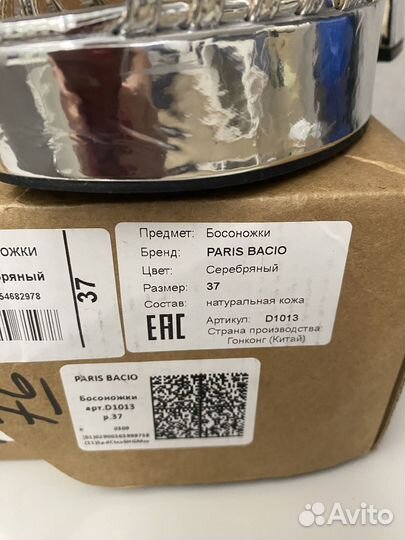 ОЖКИ
бряный
54682978
37
Предмет: Босоножки
Бренд: PARIS BACIO
Цвет: Серебряный
Размер: 37
Состав: натуральная кожа
Артикул: D1013
Страна производства:
Гонконг (Китай)
EAC
PARIS BACIO
Босоножки
арт.D1013
р.37
Avito